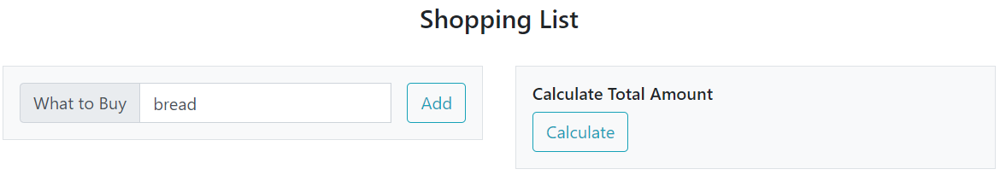 Shopping List
What to Buy bread Add
Calculate Total Amount
Calculate